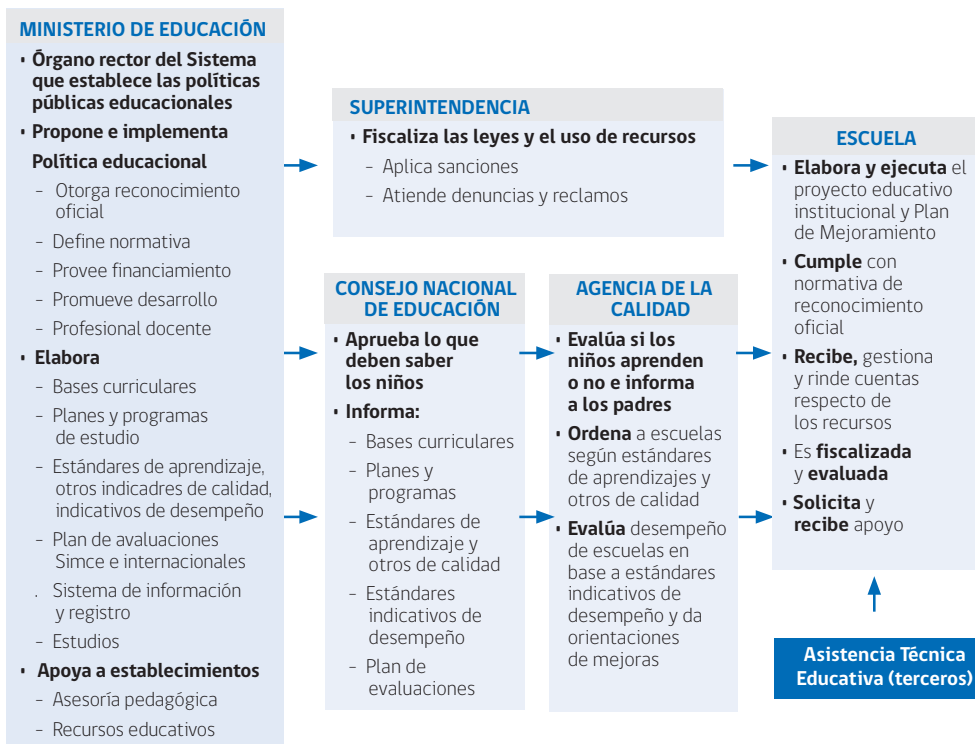 MINISTERIO DE EDUCACIÓN
▪ Órgano rector del Sistema
que establece las políticas
públicas educacionales
▪ Propone e implementa
Política educacional
– Otorga reconocimiento
oficial
– Define normativa
– Provee financiamiento
– Promueve desarrollo
– Profesional docente
▪ Elabora
– Bases curriculares
– Planes y programas
de estudio
– Estándares de aprendizaje,
otros indicadres de calidad,
indicativos de desempeño
– Plan de avaluaciones
Simce e internacionales
. Sistema de información
y registro
– Estudios
▪ Apoya a establecimientos
– Asesoría pedagógica
– Recursos educativos
SUPERINTENDENCIA
▪ Fiscaliza las leyes y el uso de recursos
– Aplica sanciones
– Atiende denuncias y reclamos
CONSEJO NACIONAL
DE EDUCACIÓN
▪ Aprueba lo que
deben saber
los niños
▪ Informa:
– Bases curriculares
– Planes y
programas
– Estándares de
aprendizaje y
otros de calidad
– Estándares
indicativos de
desempeño
– Plan de
evaluaciones
AGENCIA DE LA
CALIDAD
▪ Evalúa si los
niños aprenden
o no e informa
a los padres
▪ Ordena a escuelas
según estándares
de aprendizajes y
otros de calidad
▪ Evalúa desempeño
de escuelas en
base a estándares
indicativos de
desempeño y da
orientaciones
de mejoras
ESCUELA
▪ Elabora y ejecuta el
proyecto educativo
institucional y Plan
de Mejoramiento
▪ Cumple con
normativa de
reconocimiento
oficial
▪ Recibe, gestiona
y rinde cuentas
respecto de
los recursos
▪ Es fiscalizada
y evaluada
▪ Solicita y
recibe apoyo
Asistencia Técnica
Educativa (terceros)